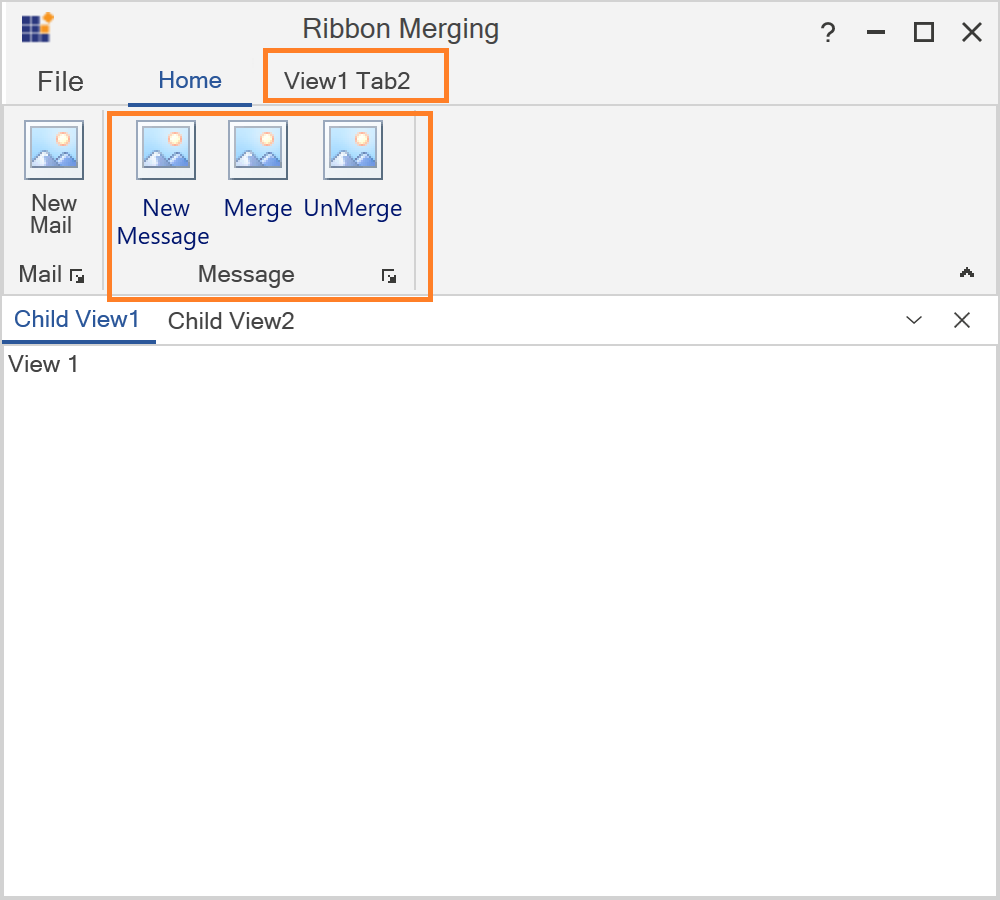 Ribbon Merging
?
File
Home
View1 Tab2
New
Mail
New
Message
Merge
UnMerge
Mail
Message
Child View1
Child View2
View 1